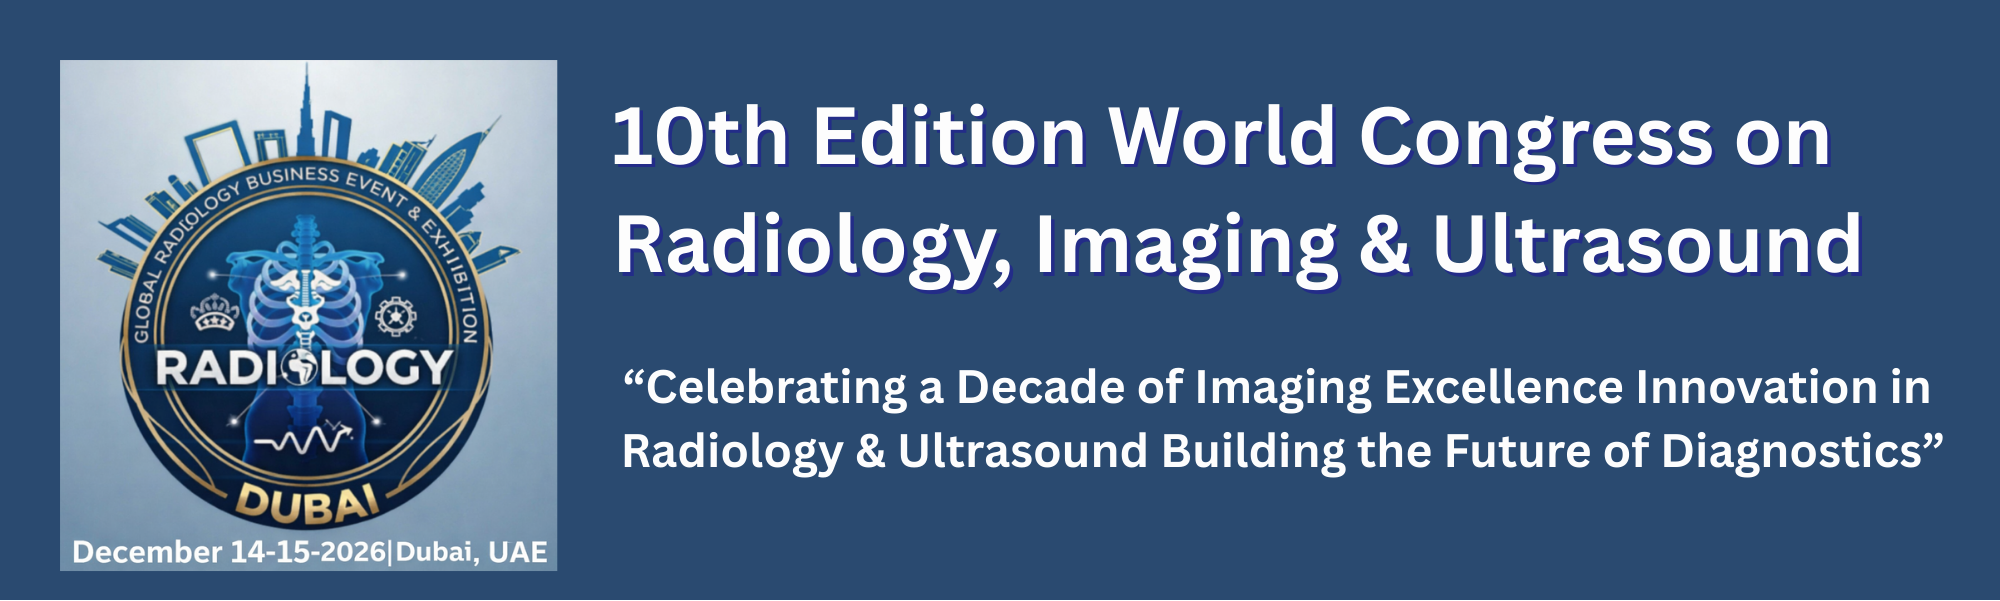 GLOBAL RADIOLOGY BUSINESS EVENT & EXHIIBITION
RADIOLOGY
DUBAI
December 14-15-2026|Dubai, UAE
10th Edition World Congress on
Radiology, Imaging & Ultrasound
“Celebrating a Decade of Imaging Excellence Innovation in
Radiology & Ultrasound Building the Future of Diagnostics”